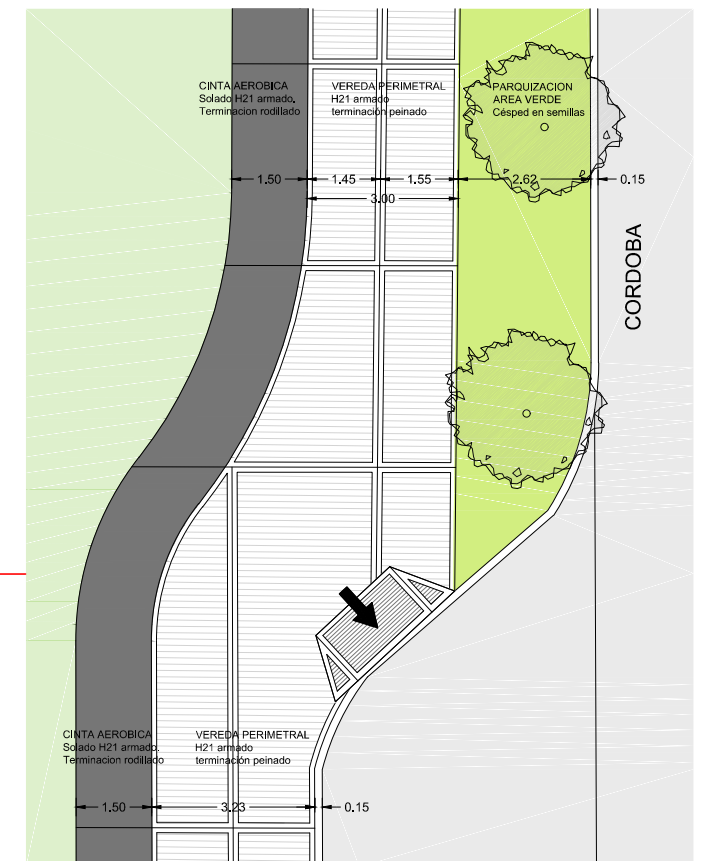 CINTA AEROBICA
Solado H21 armado.
Terminacion rodillado
VEREDA PERIMETRAL
H21 armado
terminación peinado
PARQUIZACION
AREA VERDE
Césped en semillas
1.50
1.45
1.55
2.62
0.15
3.00
CORDOBA
CINTA AEROBICA
Solado H21 armado.
Terminacion rodillado
VEREDA PERIMETRAL
H21 armado
terminación peinado
1.50
3.23
0.15